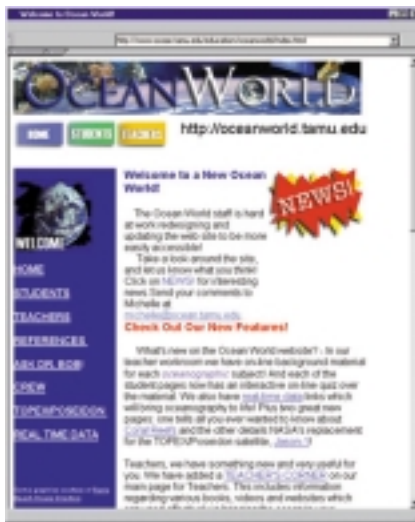 Welcome to Ocean World!
OCEANWORLD
HOME
STUDENTS
TEACHERS
http://oceanworld.tamu.edu
WELCOME
HOME
STUDENTS
TEACHERS
REFERENCES
ASK DR. BOB!
CREW
TOPEX/POSEIDON
REAL TIME DATA
Welcome to a New Ocean
World!
NEWS!
The Ocean World staff is hard
at work redesigning and
updating the web site to be more
easily accessible!
Take a look around the site,
and let us know what you think!
Click on NEWS! for interesting
news. Send your comments to
Michelle at
michelle@ocean.tamu.edu
Check Out Our New Features!
What's new on the Ocean World website? - In our
teacher workroom we have on-line background material
for each oceanographic subject! And each of the
student pages now has an interactive on-line quiz over
the material. We also have real-time data links which
will bring oceanography to life! Plus two great new
pages: one tells all you ever wanted to know about
Coral Reefs and the other details NASA's replacement
for the TOPEX/Poseidon satellite, Jason 1!
Teachers, we have something new and very useful for
you. We have added a TEACHER'S CORNER on our
main page for Teachers. This includes information
regarding various books, videos and websites which